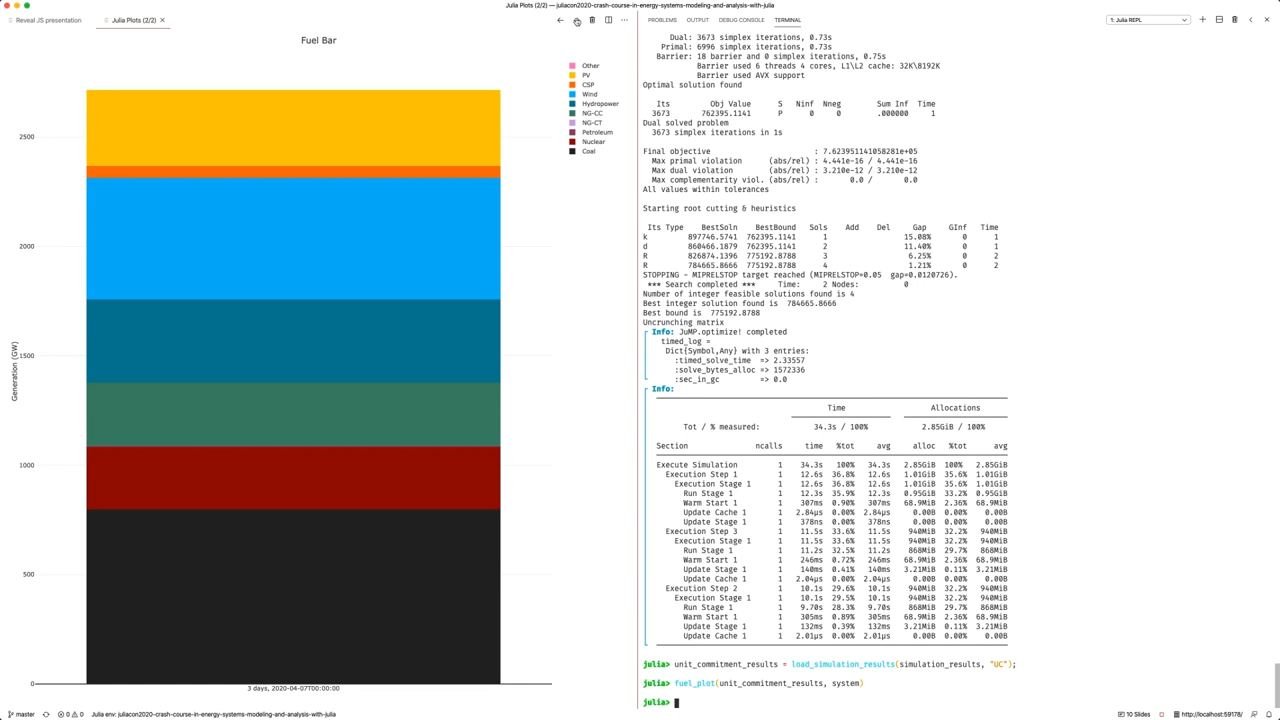 Julia Plots (2/2) — juliacon2020-crash-course-in-energy-systems-modeling-and-analysis-with-julia
Reveal JS presentation
Julia Plots (2/2)
Fuel Bar
Other
PV
CSP
Wind
Hydropower
NG-CC
NG-CT
Petroleum
Nuclear
Coal
Generation (GW)
2500
2000
1500
1000
500
0
3 days, 2020-04-07T00:00:00
PROBLEMS OUTPUT DEBUG CONSOLE TERMINAL
1: Julia REPL
Dual: 3673 simplex iterations, 0.73s
Primal: 6996 simplex iterations, 0.73s
Barrier: 18 barrier and 0 simplex iterations, 0.75s
Barrier used 6 threads 4 cores, L1\L2 cache: 32K\8192K
Barrier used AVX support
Optimal solution found
Its Obj Value S Ninf Nneg Sum Inf Time
3673 762395.1141 P 0 0 .000000 1
Dual solved problem
3673 simplex iterations in 1s
Final objective : 7.623951141058281e+05
Max primal violation (abs/rel) : 4.441e-16 / 4.441e-16
Max dual violation (abs/rel) : 3.210e-12 / 3.210e-12
Max complementarity viol. (abs/rel) : 0.0 / 0.0
All values within tolerances
Starting root cutting & heuristics
Its Type BestSoln BestBound Sols Add Del Gap GInf Time
k 897746.5741 762395.1141 1 15.08% 0 1
d 860466.1879 762395.1141 2 11.40% 0 1
R 826874.1396 775192.8788 3 6.25% 0 2
R 784665.8666 775192.8788 4 1.21% 0 2
STOPPING - MIPRELSTOP target reached (MIPRELSTOP=0.05 gap=0.0120726).
*** Search completed *** Time: 2 Nodes: 0
Number of integer feasible solutions found is 4
Best integer solution found is 784665.8666
Best bound is 775192.8788
Uncrunching matrix
Info: JuMP.optimize! completed
timed_log =
Dict{Symbol,Any} with 3 entries:
:timed_solve_time => 2.33557
:solve_bytes_alloc => 1572336
:sec_in_gc => 0.0
Info:
Time Allocations
Tot / % measured: 34.3s / 100% 2.85GiB / 100%
Section ncalls time %tot avg alloc %tot avg
Execute Simulation 1 34.3s 100% 34.3s 2.85GiB 100% 2.85GiB
Execution Step 1 1 12.6s 36.8% 12.6s 1.01GiB 35.6% 1.01GiB
Execution Stage 1 1 12.6s 36.8% 12.6s 1.01GiB 35.6% 1.01GiB
Run Stage 1 1 12.3s 35.9% 12.3s 0.95GiB 33.2% 0.95GiB
Warm Start 1 1 307ms 0.90% 307ms 68.9MiB 2.36% 68.9MiB
Update Cache 1 1 2.84μs 0.00% 2.84μs 0.00B 0.00% 0.00B
Update Stage 1 1 378ns 0.00% 378ns 0.00B 0.00% 0.00B
Execution Step 3 1 11.5s 33.6% 11.5s 940MiB 32.2% 940MiB
Execution Stage 1 1 11.5s 33.6% 11.5s 940MiB 32.2% 940MiB
Run Stage 1 1 11.2s 32.5% 11.2s 868MiB 29.7% 868MiB
Warm Start 1 1 246ms 0.72% 246ms 68.9MiB 2.36% 68.9MiB
Update Stage 1 1 140ms 0.41% 140ms 3.21MiB 0.11% 3.21MiB
Update Cache 1 1 2.04μs 0.00% 2.04μs 0.00B 0.00% 0.00B
Execution Step 2 1 10.1s 29.6% 10.1s 940MiB 32.2% 940MiB
Execution Stage 1 1 10.1s 29.5% 10.1s 940MiB 32.2% 940MiB
Run Stage 1 1 9.70s 28.3% 9.70s 868MiB 29.7% 868MiB
Warm Start 1 1 305ms 0.89% 305ms 68.9MiB 2.36% 68.9MiB
Update Stage 1 1 132ms 0.39% 132ms 3.21MiB 0.11% 3.21MiB
Update Cache 1 1 2.01μs 0.00% 2.01μs 0.00B 0.00% 0.00B
julia> unit_commitment_results = load_simulation_results(simulation_results, "UC");
julia> fuel_plot(unit_commitment_results, system)
julia>
master 0 0 Julia env: juliacon2020-crash-course-in-energy-systems-modeling-and-analysis-with-julia
10 Slides http://localhost:59178/